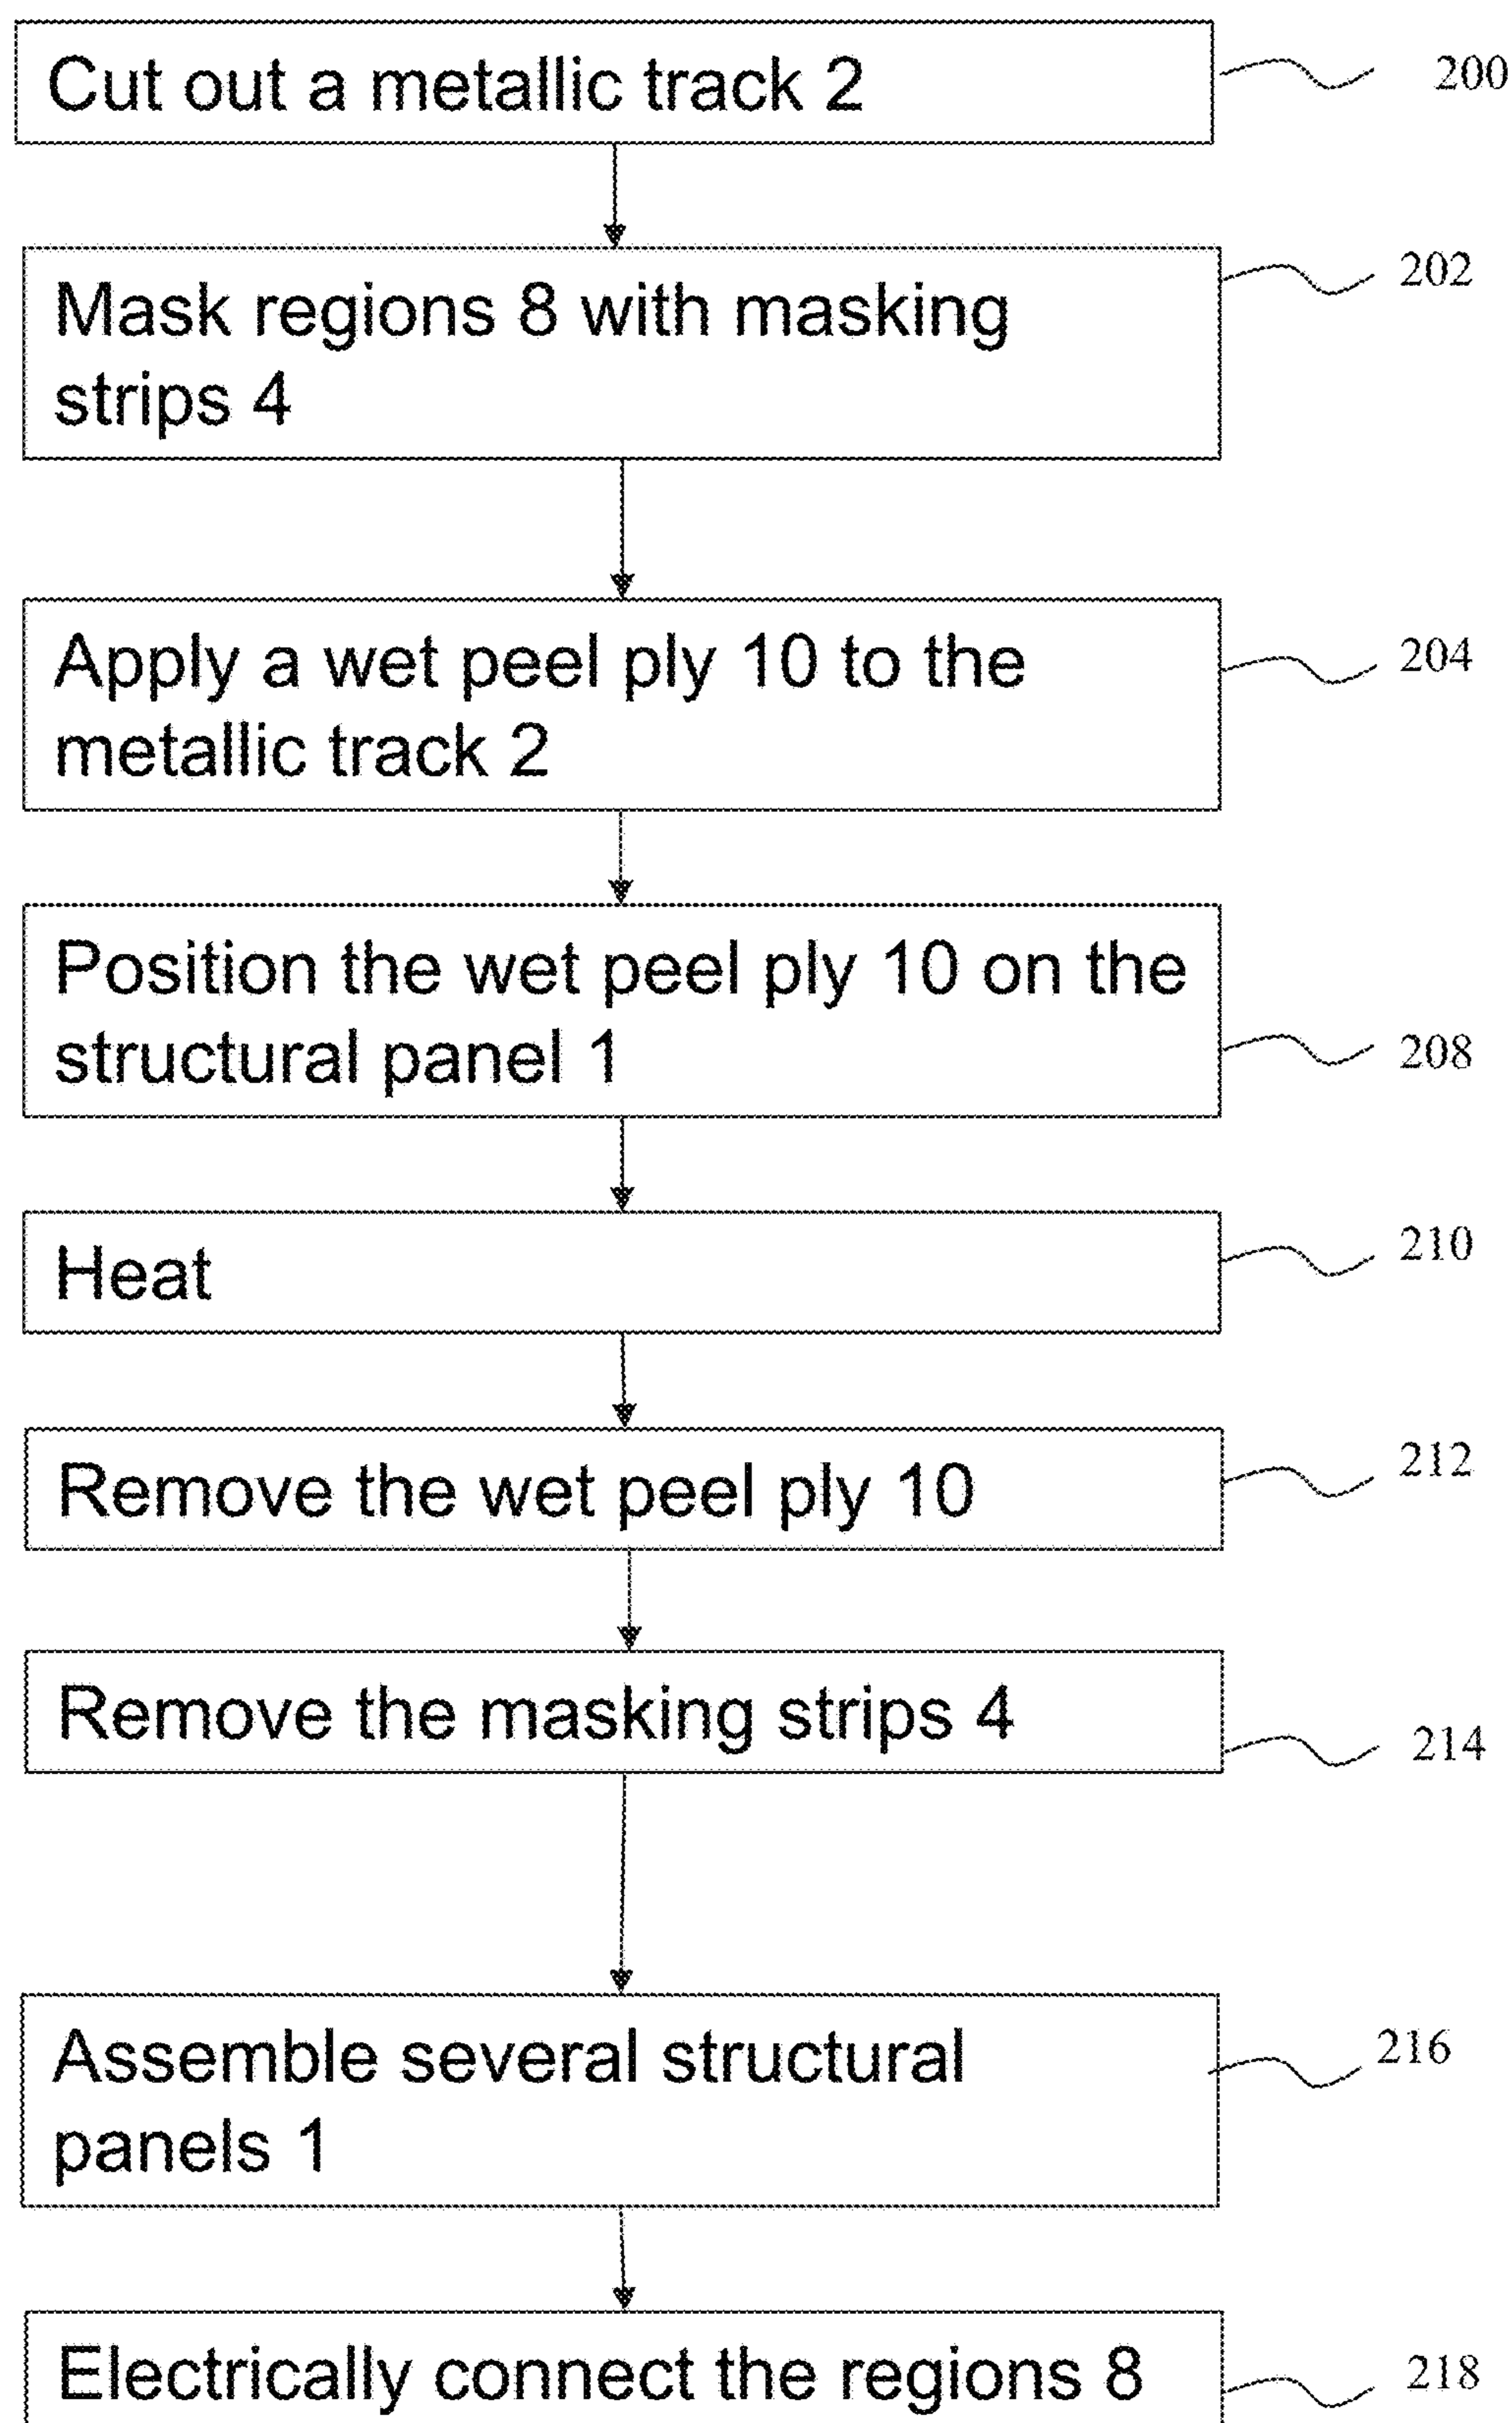 Cut out a metallic track 2
200
Mask regions 8 with masking
strips 4
202
Apply a wet peel ply 10 to the
metallic track 2
204
Position the wet peel ply 10 on the
structural panel 1
208
Heat
210
Remove the wet peel ply 10
212
Remove the masking strips 4
214
Assemble several structural
panels 1
216
Electrically connect the regions 8
218